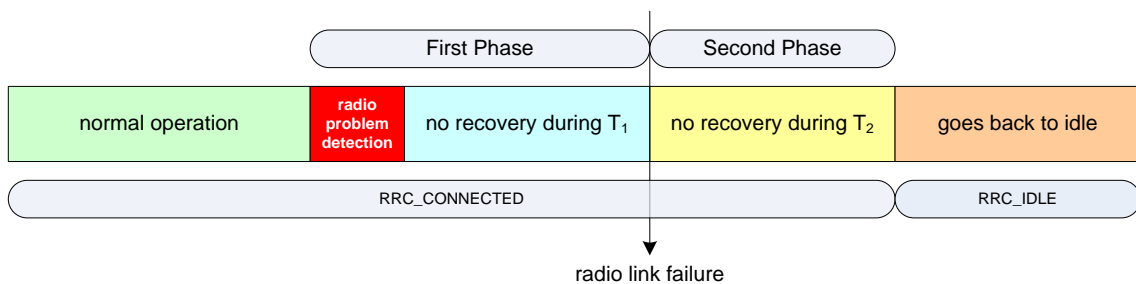 First Phase
Second Phase
normal operation
radio
problem
detection
no recovery during T₁
no recovery during T₂
goes back to idle
RRC_CONNECTED
RRC_IDLE
radio link failure